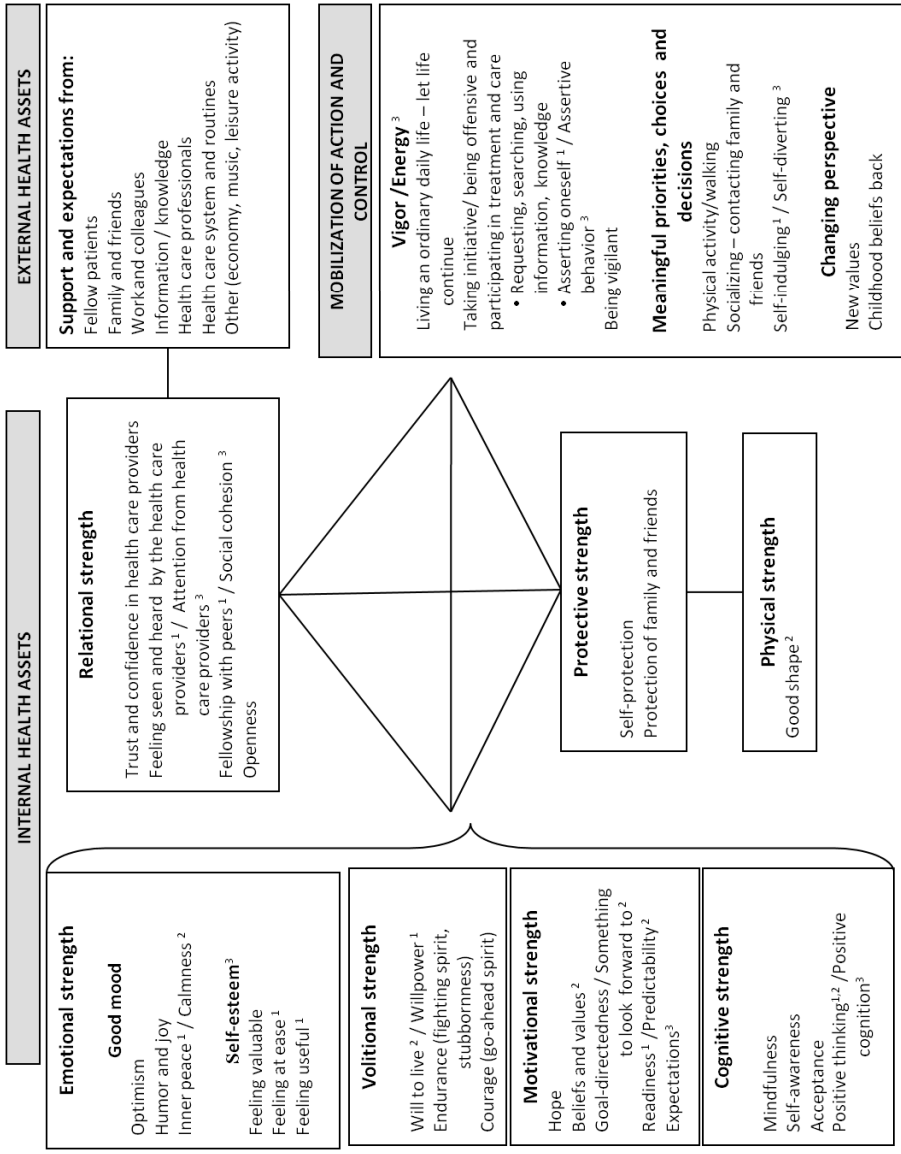 INTERNAL HEALTH ASSETS
Emotional strength
Good mood
Optimism
Humor and joy
Inner peace ¹ / Calmness ²
Self-esteem³
Feeling valuable
Feeling at ease ¹
Feeling useful ¹
Volitional strength
Will to live ² / Willpower ¹
Endurance (fighting spirit,
stubbornness)
Courage (go-ahead spirit)
Motivational strength
Hope
Beliefs and values ²
Goal-directedness / Something
to look forward to²
Readiness¹ /Predictability²
Expectations³
Cognitive strength
Mindfulness
Self-awareness
Acceptance
Positive thinking¹,² /Positive
cognition³
Relational strength
Trust and confidence in health care providers
Feeling seen and heard by the health care
providers ¹ / Attention from health
care providers ³
Fellowship with peers ¹ / Social cohesion ³
Openness
Protective strength
Self-protection
Protection of family and friends
Physical strength
Good shape²
EXTERNAL HEALTH ASSETS
Support and expectations from:
Fellow patients
Family and friends
Workand colleagues
Information / knowledge
Health care professionals
Health care system and routines
Other (economy, music, leisure activity)
MOBILIZATION OF ACTION AND
CONTROL
Vigor /Energy ³
Living an ordinary daily life – let life
continue
Taking initiative/ being offensive and
participating in treatment and care
• Requesting, searching, using
information, knowledge
• Asserting oneself ¹ / Assertive
behavior ³
Being vigilant
Meaningful priorities, choices and
decisions
Physical activity/walking
Socializing – contacting family and
friends
Self-indulging¹ / Self-diverting ³
Changing perspective
New values
Childhood beliefs back